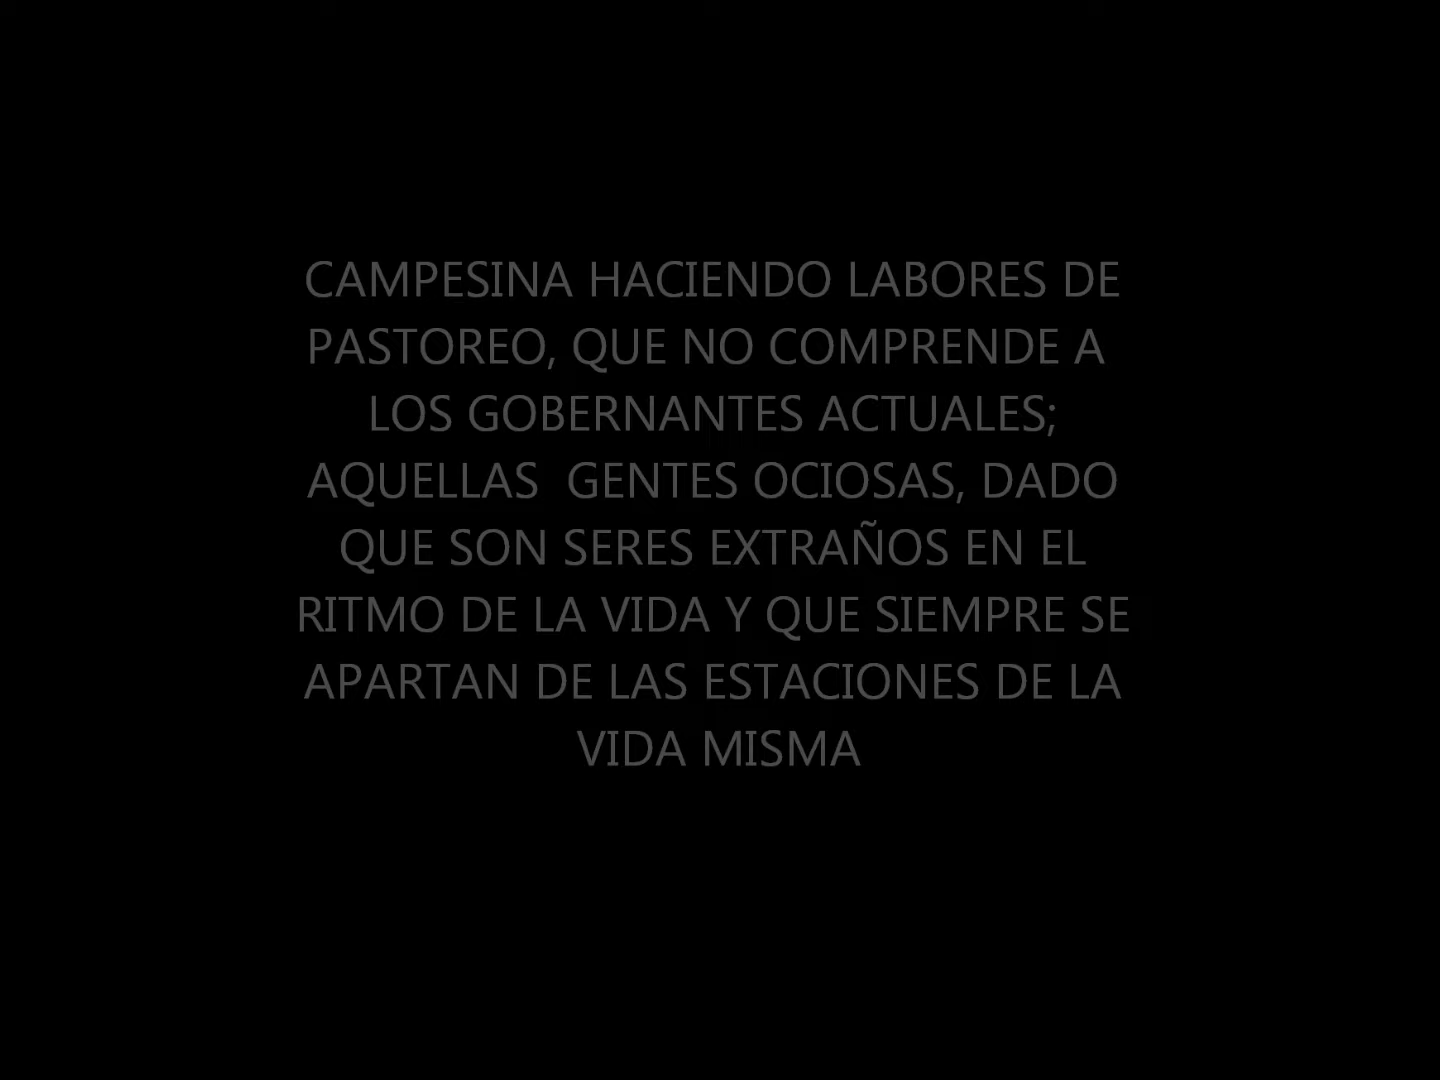 CAMPESINA HACIENDO LABORES DE
PASTOREO, QUE NO COMPRENDE A
LOS GOBERNANTES ACTUALES;
AQUELLAS  GENTES OCIOSAS, DADO
QUE SON SERES EXTRAÑOS EN EL
RITMO DE LA VIDA Y QUE SIEMPRE SE
APARTAN DE LAS ESTACIONES DE LA
VIDA MISMA